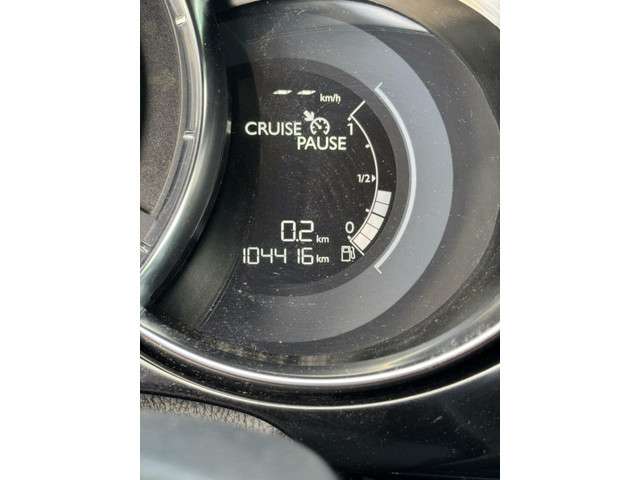 -- km/h
CRUISE 1
PAUSE
1/2
0.2 km 0
104416 km